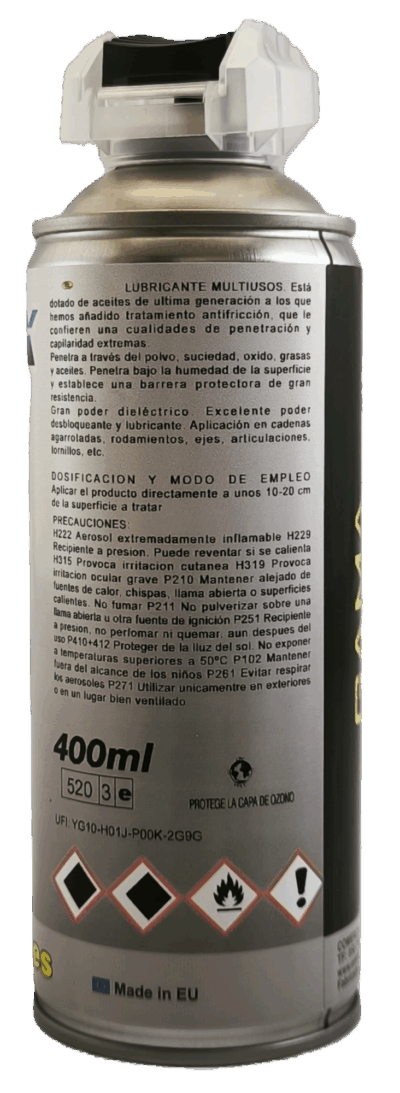 LUBRICANTE MULTIUSOS. Está
dotado de aceites de ultima generación a los que
hemos añadido tratamiento antifricción, que le
confieren una cualidades de penetración y
capilaridad extremas.
Penetra a través del polvo, suciedad, oxido, grasas
y aceites. Penetra bajo la humedad de la superficie
y establece una barrera protectora de gran
resistencia.
Gran poder dieléctrico. Excelente poder
desbloqueante y lubricante. Aplicación en cadenas
agarroladas, rodamientos, ejes, articulaciones,
tornillos, etc.
DOSIFICACION Y MODO DE EMPLEO
Aplicar el producto directamente a unos 10-20 cm
de la superficie a tratar
PRECAUCIONES:
H222 Aerosol extremadamente inflamable H229
Recipiente a presion. Puede reventar si se calienta
H315 Provoca irritacion cutanea H319 Provoca
irritacion ocular grave P210 Mantener alejado de
fuentes de calor, chispas, llama abierta o superficies
calientes. No fumar P211 No pulverizar sobre una
llama abierta u otra fuente de ignición P251 Recipiente
a presion, no perfomar ni quemar, aun despues del
uso P410+412 Proteger de la lluz del sol. No exponer
a temperaturas superiores a 50ºC P102 Mantener
fuera del alcance de los niños P261 Evitar respirar
los aerosoles P271 Utilizar unicamentre en exteriores
o en un lugar bien ventilado
400ml
520 3 e
PROTEGE LA CAPA DE OZONO
UFI: YG10-H01J-P00K-2G9G
es
Made in EU
GAMA